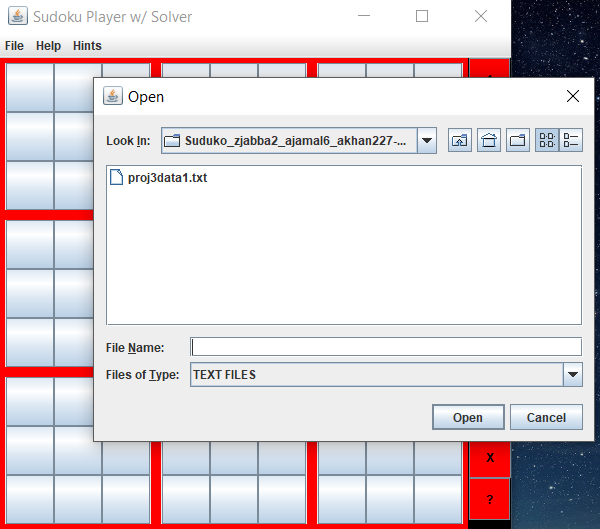 Sudoku Player w/ Solver
File Help Hints
Open
Look In: Suduko_zjabba2_ajamal6_akhan227-...
proj3data1.txt
File Name:
Files of Type: TEXT FILES
Open Cancel
X
?